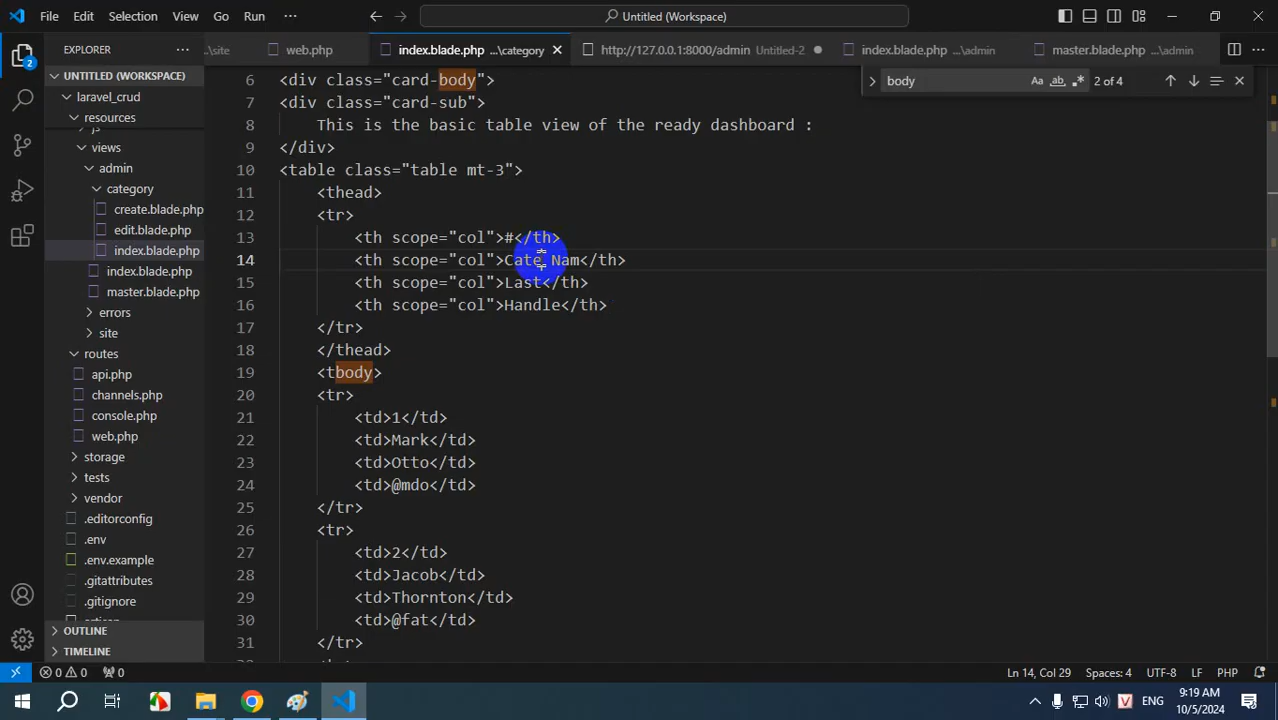 File Edit Selection View Go Run ··· Untitled (Workspace)
EXPLORER ··· ...\site web.php index.blade.php ...\category http://127.0.0.1:8000/admin Untitled-2 index.blade.php ...\admin master.blade.php ...\admin
UNTITLED (WORKSPACE)
laravel_crud
resources
js
views
admin
category
create.blade.php
edit.blade.php
index.blade.php
index.blade.php
master.blade.php
errors
site
routes
api.php
channels.php
console.php
web.php
storage
tests
vendor
.editorconfig
.env
.env.example
.gitattributes
.gitignore
OUTLINE
TIMELINE
body Aa ab .* 2 of 4
6 <div class="card-body">
7 <div class="card-sub">
8 This is the basic table view of the ready dashboard :
9 </div>
10 <table class="table mt-3">
11 <thead>
12 <tr>
13 <th scope="col">#</th>
14 <th scope="col">Cate Nam</th>
15 <th scope="col">Last</th>
16 <th scope="col">Handle</th>
17 </tr>
18 </thead>
19 <tbody>
20 <tr>
21 <td>1</td>
22 <td>Mark</td>
23 <td>Otto</td>
24 <td>@mdo</td>
25 </tr>
26 <tr>
27 <td>2</td>
28 <td>Jacob</td>
29 <td>Thornton</td>
30 <td>@fat</td>
31 </tr>
2
0 0 0 Ln 14, Col 29 Spaces: 4 UTF-8 LF PHP
V ENG 9:19 AM
10/5/2024